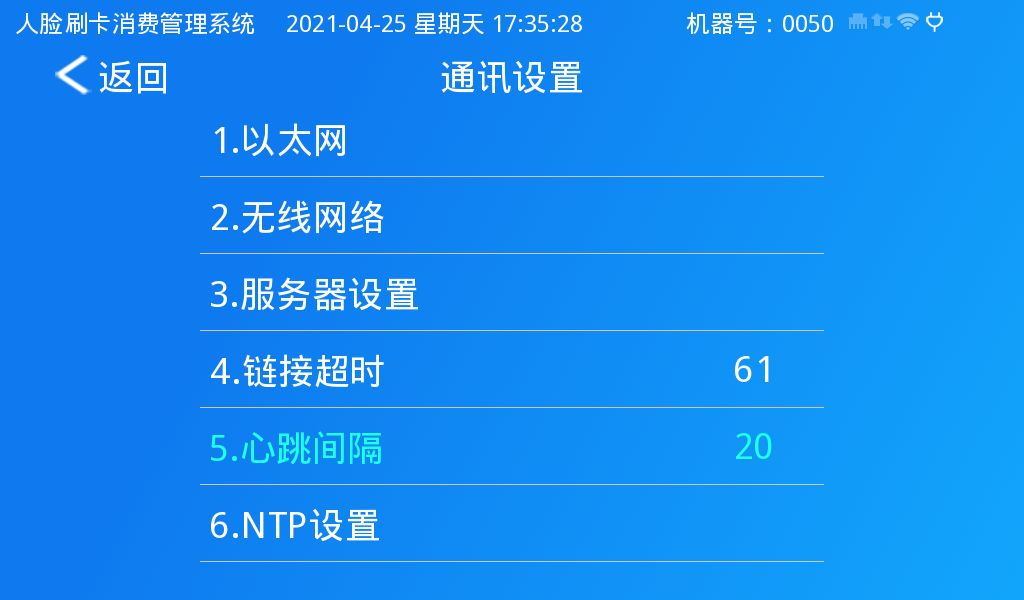 人脸刷卡消费管理系统 2021-04-25 星期天 17:35:28 机器号：0050
返回 通讯设置
1.以太网
2.无线网络
3.服务器设置
4.链接超时 61
5.心跳间隔 20
6.NTP设置